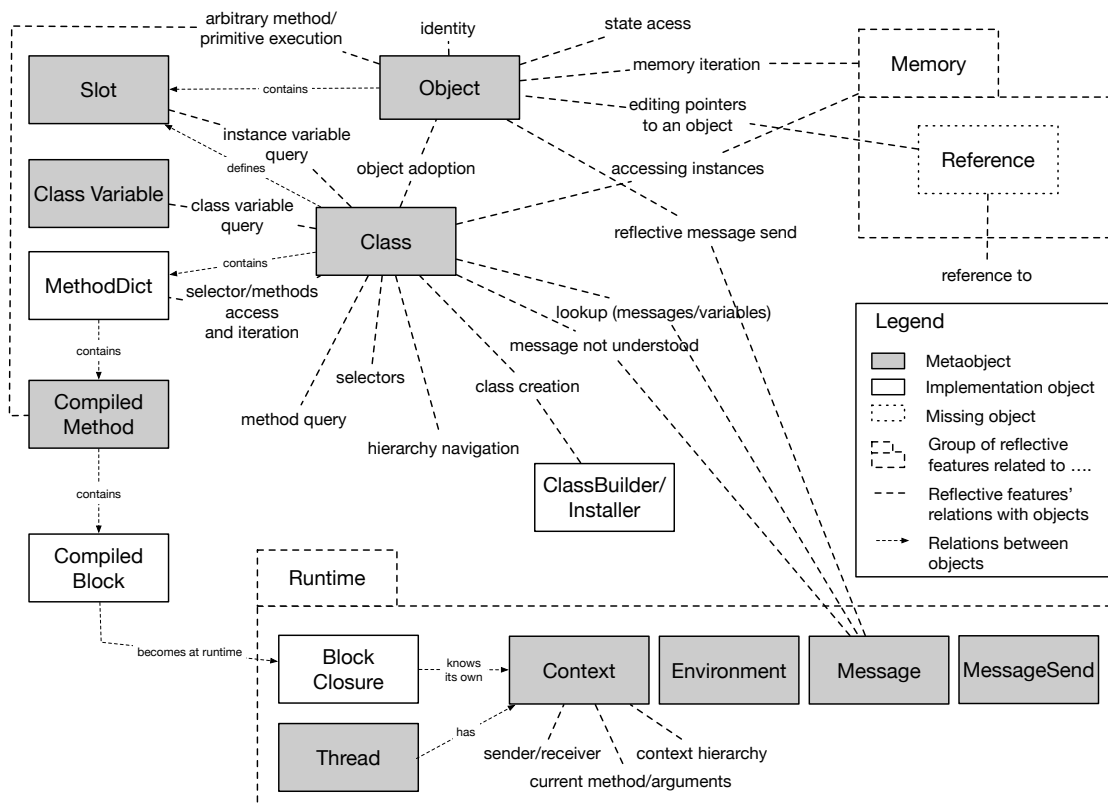 arbitrary method/
primitive execution
identity
state acess
memory iteration
Memory
Slot
contains
Object
editing pointers
to an object
Reference
instance variable
query
object adoption
accessing instances
defines
Class Variable
class variable
query
Class
reflective message send
reference to
contains
MethodDict
selector/methods
access
and iteration
lookup (messages/variables)
message not understood
contains
selectors
class creation
method query
hierarchy navigation
Compiled
Method
ClassBuilder/
Installer
contains
Compiled
Block
Legend
Metaobject
Implementation object
Missing object
Group of reflective
features related to ….
Reflective features’
relations with objects
Relations between
objects
Runtime
becomes at runtime
Block
Closure
knows
its own
Context
Environment
Message
MessageSend
Thread
has
sender/receiver
context hierarchy
current method/arguments